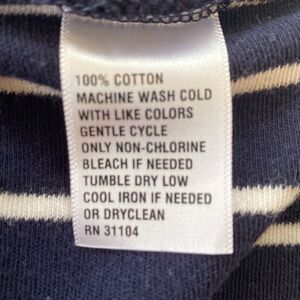 100% COTTON
MACHINE WASH COLD
WITH LIKE COLORS
GENTLE CYCLE
ONLY NON-CHLORINE
BLEACH IF NEEDED
TUMBLE DRY LOW
COOL IRON IF NEEDED
OR DRYCLEAN
RN 31104